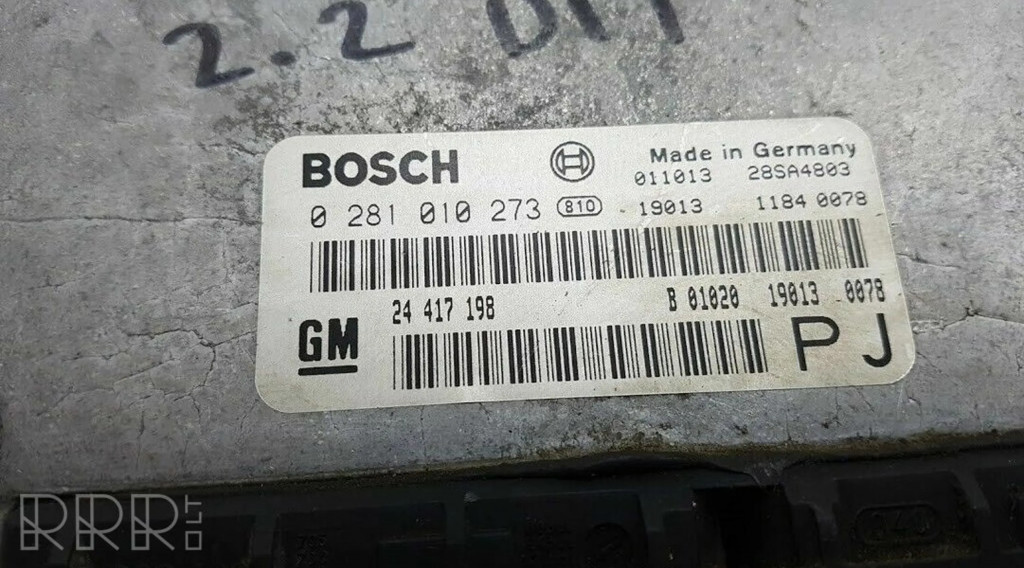 2.2 DTI
BOSCH Made in Germany
011013 28SA4803
0 281 010 273 810 19013 1184 0078
24 417 198 B 01020 19013 0078
GM PJ
RRR.LT